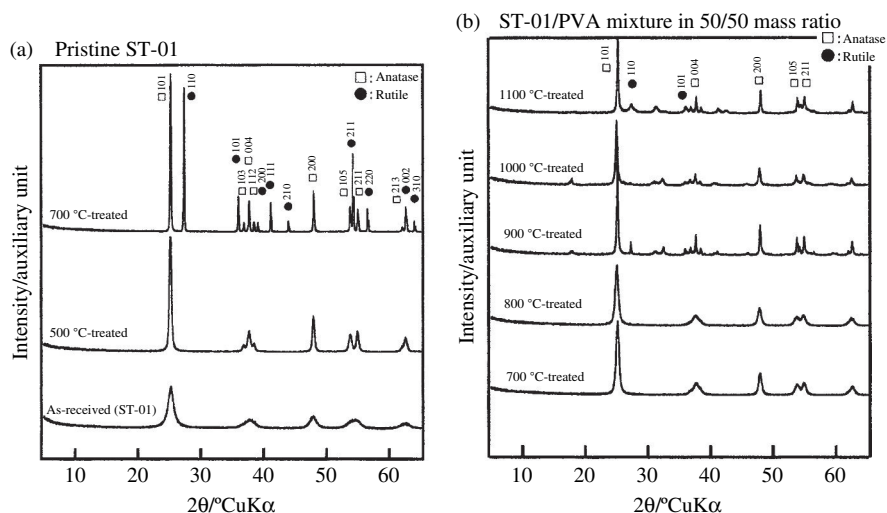 (a) Pristine ST-01
□: Anatase
●: Rutile
□ 101
● 110
● 101
□ 103
□ 004
□ 112
● 200
● 111
● 210
□ 200
□ 105
● 211
□ 211
● 220
□ 213
● 002
● 310
700 °C-treated
500 °C-treated
As-received (ST-01)
Intensity/auxiliary unit
10 20 30 40 50 60
2θ/ºCuKα
(b) ST-01/PVA mixture in 50/50 mass ratio
□: Anatase
●: Rutile
□ 101
● 110
● 101
□ 004
□ 200
□ 105
□ 211
1100 °C-treated
1000 °C-treated
900 °C-treated
800 °C-treated
700 °C-treated
Intensity/auxiliary unit
10 20 30 40 50 60
2θ/ºCuKα